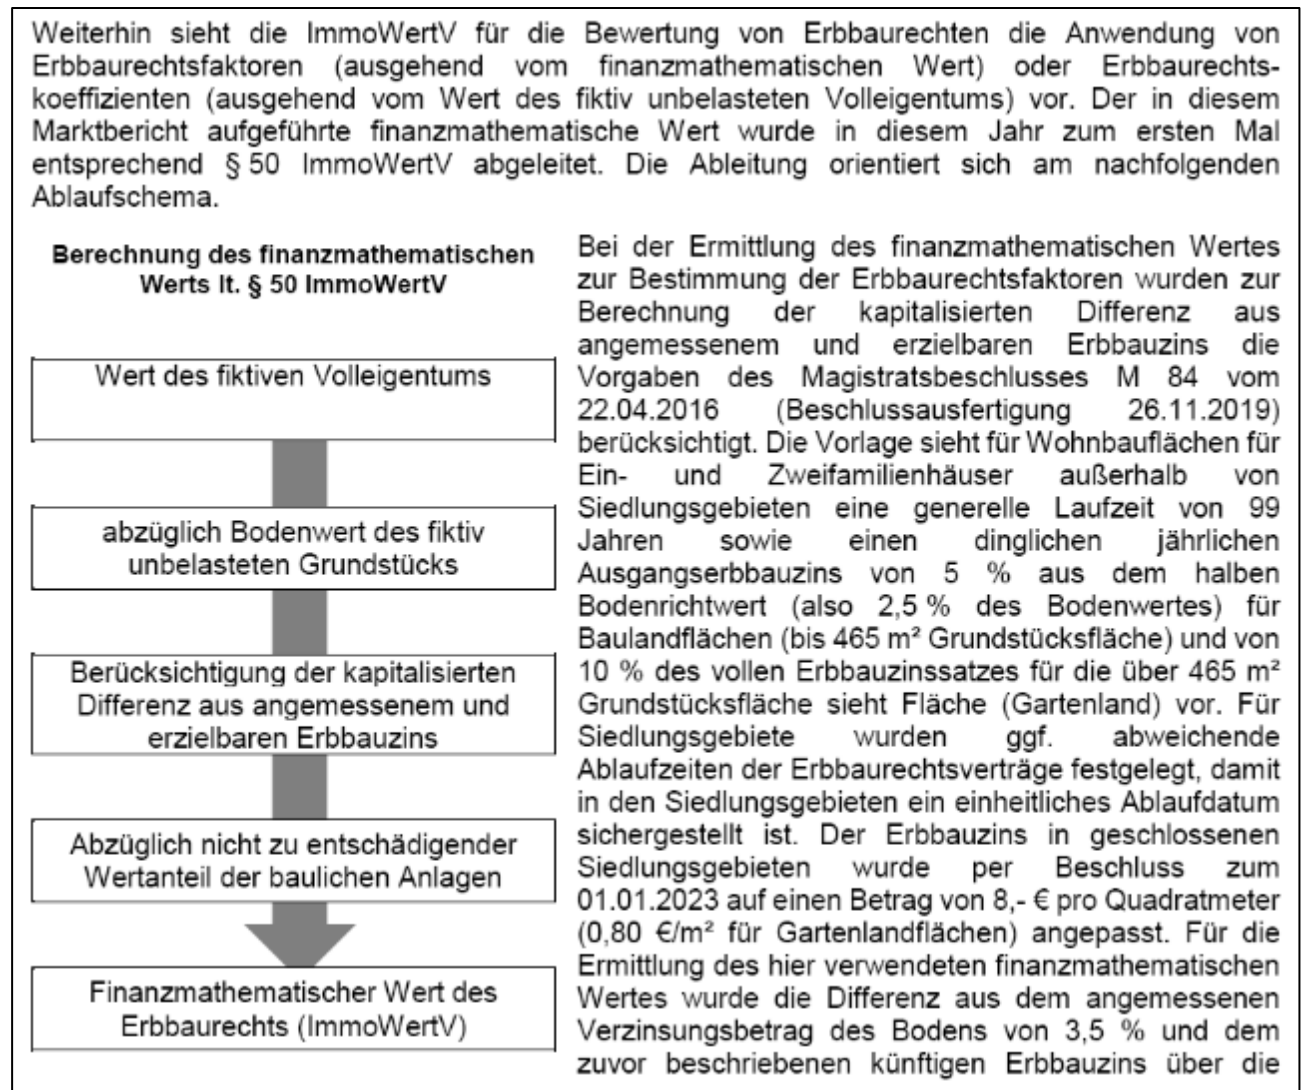 Weiterhin sieht die ImmoWertV für die Bewertung von Erbbaurechten die Anwendung von
Erbbaurechtsfaktoren (ausgehend vom finanzmathematischen Wert) oder Erbbaurechts-
koeffizienten (ausgehend vom Wert des fiktiv unbelasteten Volleigentums) vor. Der in diesem
Marktbericht aufgeführte finanzmathematische Wert wurde in diesem Jahr zum ersten Mal
entsprechend § 50 ImmoWertV abgeleitet. Die Ableitung orientiert sich am nachfolgenden
Ablaufschema.
Berechnung des finanzmathematischen
Werts lt. § 50 ImmoWertV
Wert des fiktiven Volleigentums
abzüglich Bodenwert des fiktiv
unbelasteten Grundstücks
Berücksichtigung der kapitalisierten
Differenz aus angemessenem und
erzielbaren Erbbauzins
Abzüglich nicht zu entschädigender
Wertanteil der baulichen Anlagen
Finanzmathematischer Wert des
Erbbaurechts (ImmoWertV)
Bei der Ermittlung des finanzmathematischen Wertes
zur Bestimmung der Erbbaurechtsfaktoren wurden zur
Berechnung der kapitalisierten Differenz aus
angemessenem und erzielbaren Erbbauzins die
Vorgaben des Magistratsbeschlusses M 84 vom
22.04.2016 (Beschlussausfertigung 26.11.2019)
berücksichtigt. Die Vorlage sieht für Wohnbauflächen für
Ein- und Zweifamilienhäuser außerhalb von
Siedlungsgebieten eine generelle Laufzeit von 99
Jahren sowie einen dinglichen jährlichen
Ausgangserbbauzins von 5 % aus dem halben
Bodenrichtwert (also 2,5 % des Bodenwertes) für
Baulandflächen (bis 465 m² Grundstücksfläche) und von
10 % des vollen Erbbauzinssatzes für die über 465 m²
Grundstücksfläche sieht Fläche (Gartenland) vor. Für
Siedlungsgebiete wurden ggf. abweichende
Ablaufzeiten der Erbbaurechtsverträge festgelegt, damit
in den Siedlungsgebieten ein einheitliches Ablaufdatum
sichergestellt ist. Der Erbbauzins in geschlossenen
Siedlungsgebieten wurde per Beschluss zum
01.01.2023 auf einen Betrag von 8,- € pro Quadratmeter
(0,80 €/m² für Gartenlandflächen) angepasst. Für die
Ermittlung des hier verwendeten finanzmathematischen
Wertes wurde die Differenz aus dem angemessenen
Verzinsungsbetrag des Bodens von 3,5 % und dem
zuvor beschriebenen künftigen Erbbauzins über die